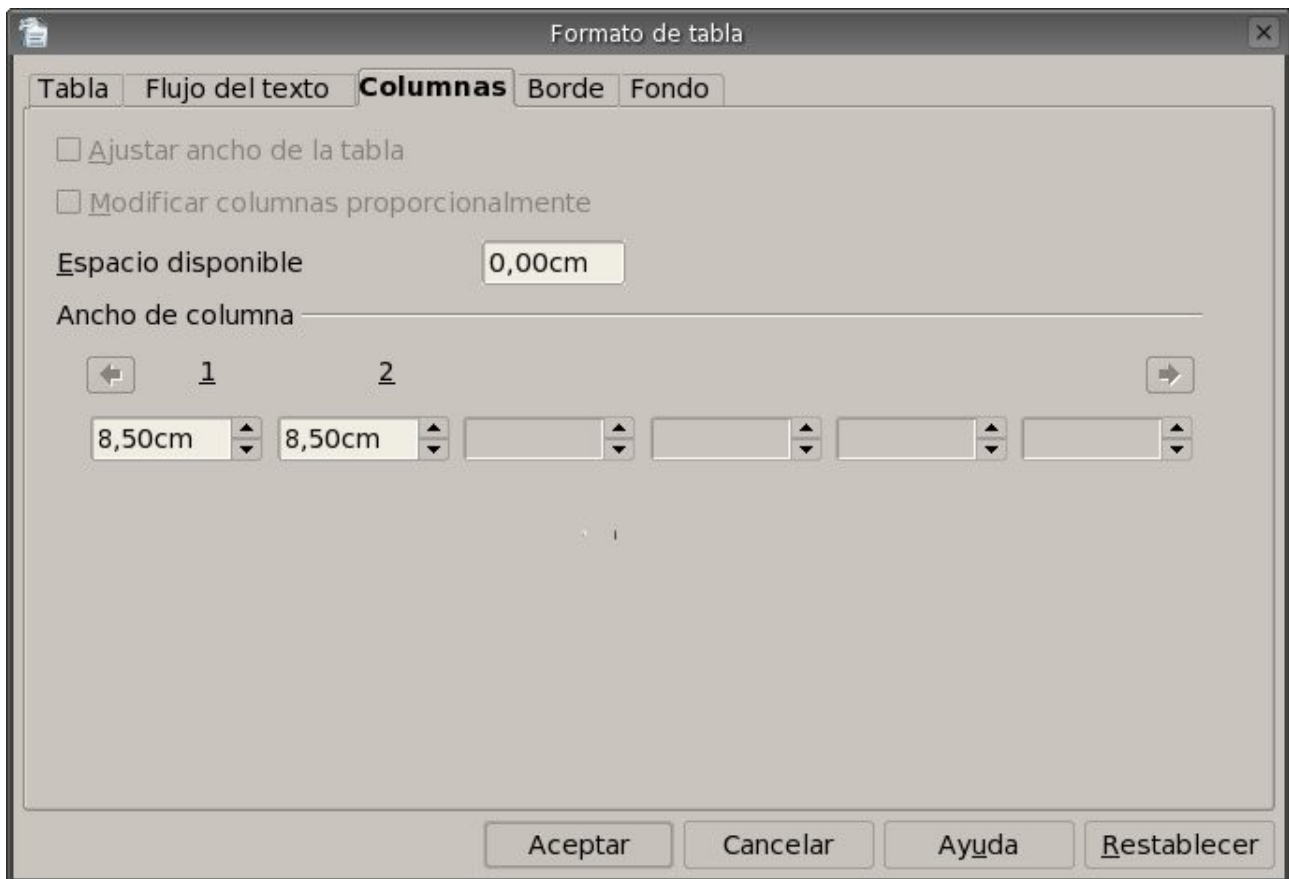 Formato de tabla
Tabla Flujo del texto Columnas Borde Fondo
Ajustar ancho de la tabla
Modificar columnas proporcionalmente
Espacio disponible 0,00cm
Ancho de columna
1 2
8,50cm 8,50cm
Aceptar Cancelar Ayuda Restablecer